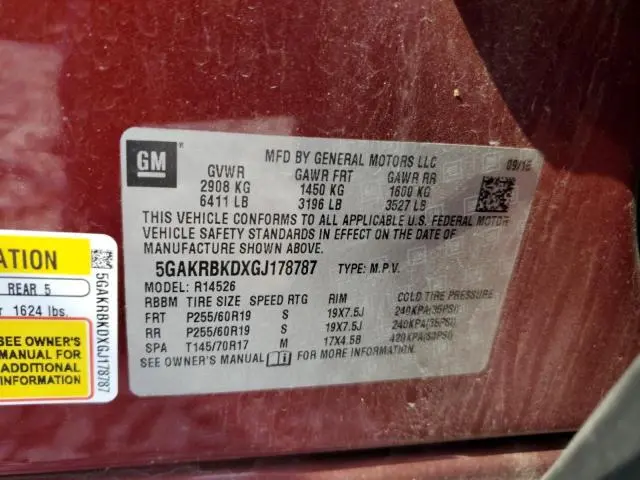 GM
MFD BY GENERAL MOTORS LLC
GVWR GAWR FRT GAWR RR
2908 KG 1450 KG 1600 KG
6411 LB 3196 LB 3527 LB
THIS VEHICLE CONFORMS TO ALL APPLICABLE U.S. FEDERAL MOTOR
VEHICLE SAFETY STANDARDS IN EFFECT ON THE DATE OF
MANUFACTURE SHOWN ABOVE.
5GAKRBKDXGJ178787 TYPE: M.P.V.
MODEL: R14526
RBBM TIRE SIZE SPEED RTG RIM COLD TIRE PRESSURE
FRT P255/60R19 S 19X7.5J 240KPA(35PSI)
RR P255/60R19 S 19X7.5J 240KPA(35PSI)
SPA T145/70R17 M 17X4.5B 420KPA(60PSI)
SEE OWNER'S MANUAL FOR MORE INFORMATION.
REAR 5
1624 lbs.
SEE OWNER'S
MANUAL FOR
ADDITIONAL
INFORMATION
5GAKRBKDXGJ178787